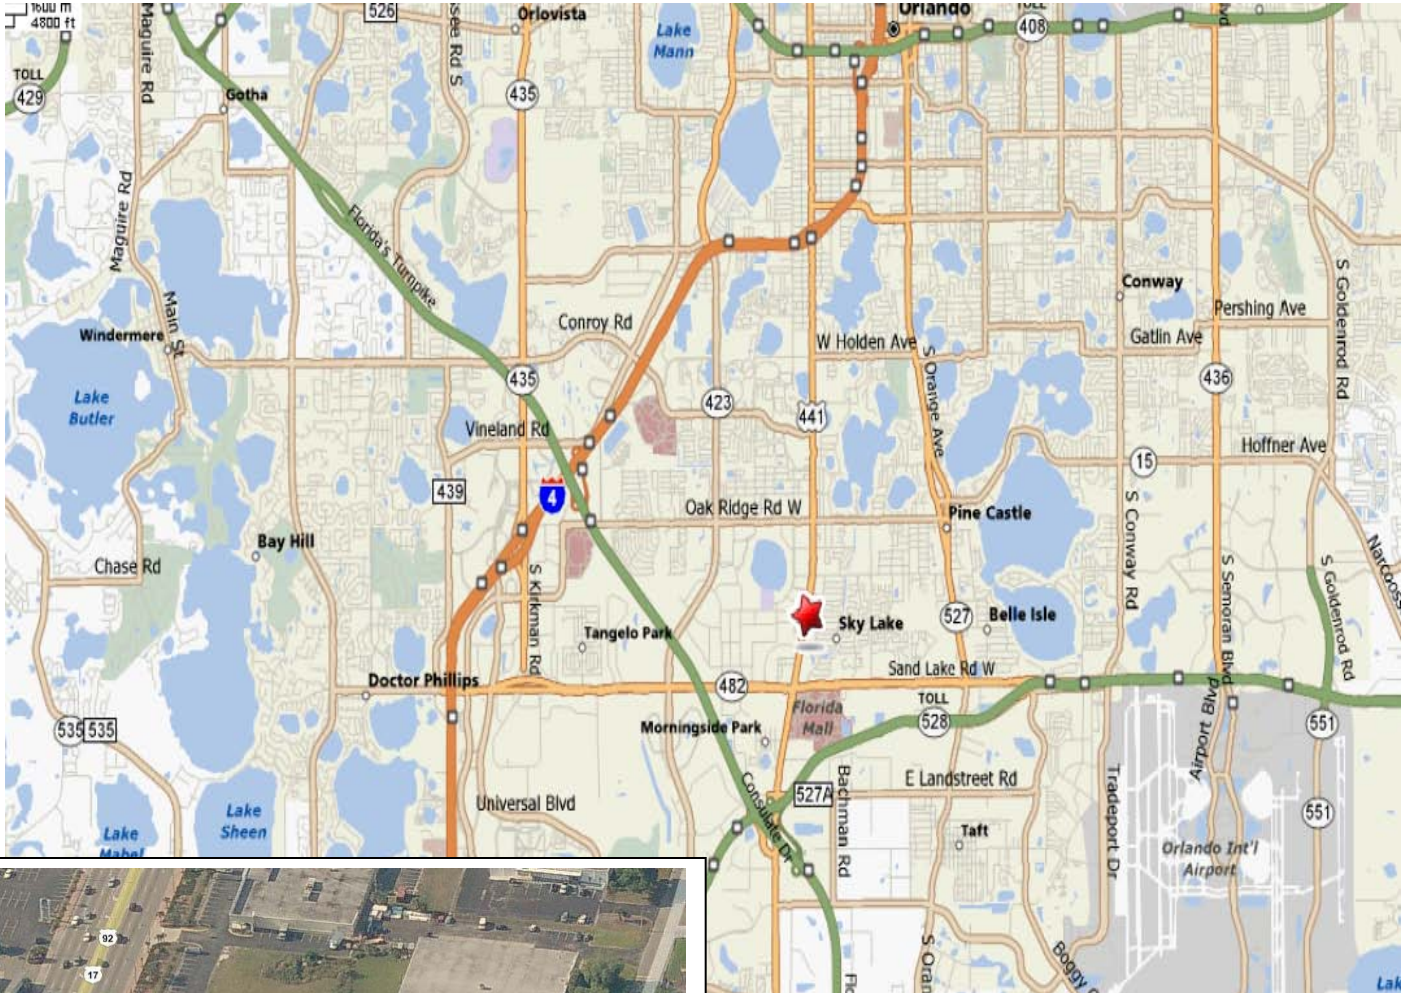 1600 m
4800 ft
526
Orlovista
Orlando
TOLL
408
Lake
Mann
TOLL
429
Maguire Rd
Gotha
435
Maguire Rd
Florida's Turnpike
Main St
Windermere
Lake
Butler
Conroy Rd
435
Vineland Rd
439
4
423
441
W Holden Ave
S Orange Ave
Conway
Pershing Ave
Gatlin Ave
436
S Goldenrod Rd
Hoffner Ave
15
Oak Ridge Rd W
Pine Castle
S Conway Rd
Bay Hill
Chase Rd
S Kirkman Rd
Tangelo Park
Sky Lake
527
Belle Isle
S Semoran Blvd
S Goldenrod Rd
Doctor Phillips
482
Sand Lake Rd W
Florida
Mall
TOLL
528
Morningside Park
535
535
Airport Blvd
551
Consulate Dr
527A
Bachman Rd
E Landstreet Rd
Tradeport Dr
Universal Blvd
Lake
Sheen
Lake
Mabel
Taft
551
Orlando Int'l
Airport
92
17